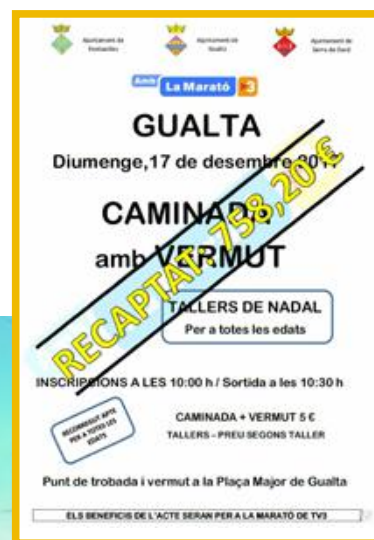 Ajuntament de
Fontanilles
Ajuntament de
Gualta
Ajuntament de
Serra de Daró
Amb La Marató 3
GUALTA
Diumenge,17 de desembre 2017
CAMINADA
amb VERMUT
RECAPTAT: 758,20 €
TALLERS DE NADAL
Per a totes les edats
INSCRIPCIONS A LES 10:00 h / Sortida a les 10:30 h
RECORREGUT APTE
PER A TOTES LES
EDATS
CAMINADA + VERMUT 5 €
TALLERS – PREU SEGONS TALLER
Punt de trobada i vermut a la Plaça Major de Gualta
ELS BENEFICIS DE L'ACTE SERAN PER A LA MARATÓ DE TV3